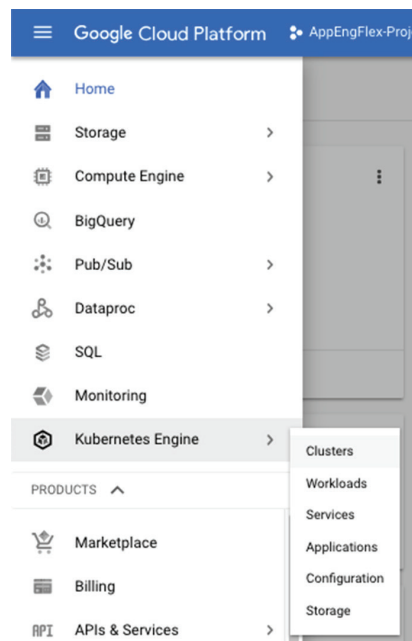 Google Cloud Platform AppEngFlex-Proj
Home
Storage
Compute Engine
BigQuery
Pub/Sub
Dataproc
SQL
Monitoring
Kubernetes Engine
Clusters
Workloads
Services
Applications
Configuration
Storage
PRODUCTS
Marketplace
Billing
API APIs & Services